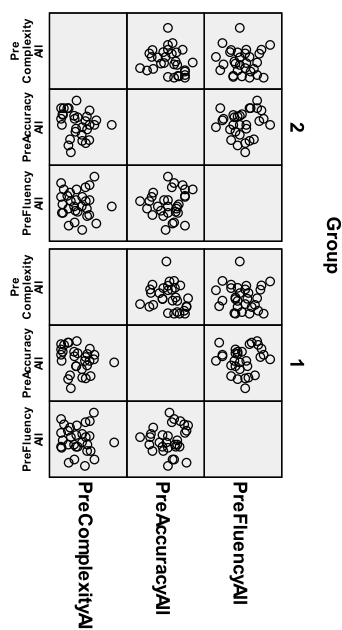 Group
2
1
Pre
Complexity
All
PreAccuracy
All
PreFluency
All
Pre
Complexity
All
PreAccuracy
All
PreFluency
All
PreFluencyAll
PreAccuracyAll
PreComplexityAl